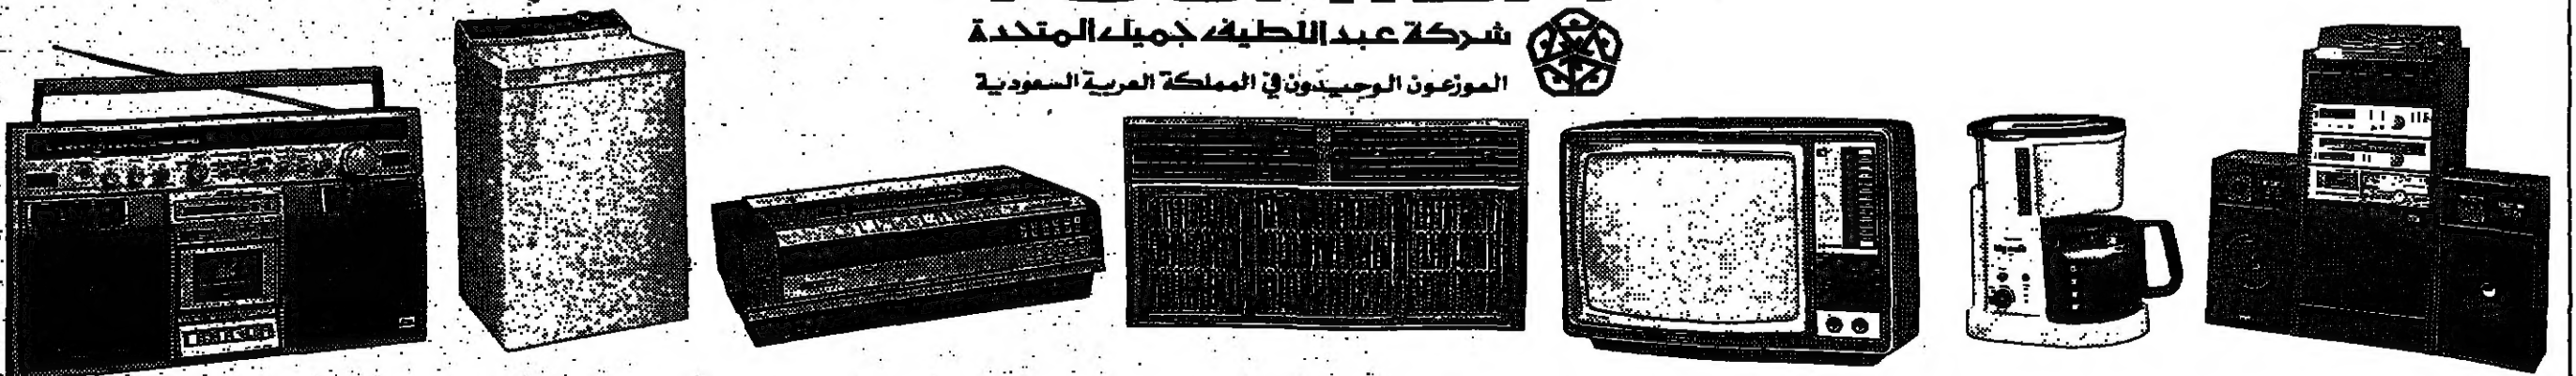 شركة عبد اللطيف جميل المتحدة
الموزعون الوحيدون في المملكة العربية السعودية